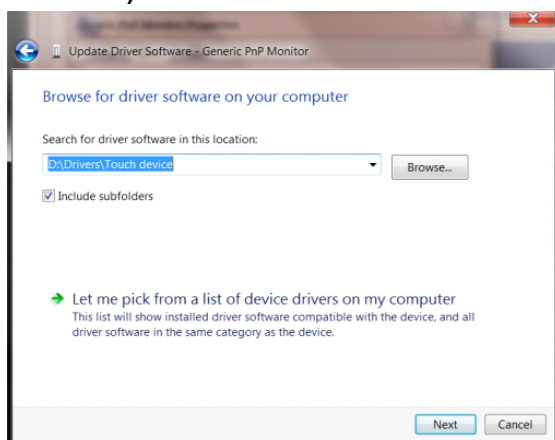 Update Driver Software - Generic PnP Monitor
Browse for driver software on your computer
Search for driver software in this location:
D:\Drivers\Touch device
Browse...
Include subfolders
Let me pick from a list of device drivers on my computer
This list will show installed driver software compatible with the device, and all
driver software in the same category as the device.
Next
Cancel